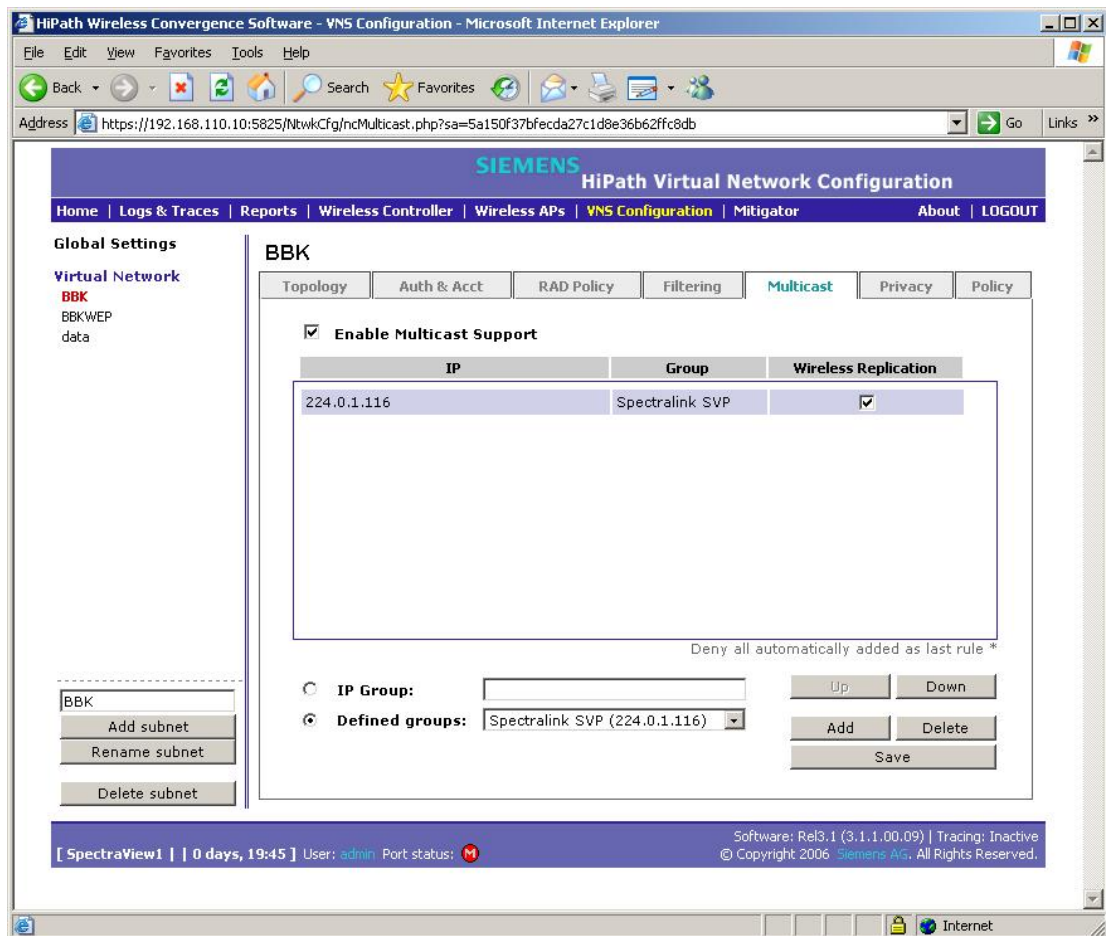 HiPath Wireless Convergence Software - VNS Configuration - Microsoft Internet Explorer
File Edit View Favorites Tools Help
Back Search Favorites
Address https://192.168.110.10:5825/NtwkCfg/ncMulticast.php?sa=5a150f37bfecda27c1d8e36b62ffc8db Go Links »
SIEMENS
HiPath Virtual Network Configuration
Home | Logs & Traces | Reports | Wireless Controller | Wireless APs | VNS Configuration | Mitigator About | LOGOUT
Global Settings
Virtual Network
BBK
BBKWEP
data
BBK
Topology Auth & Acct RAD Policy Filtering Multicast Privacy Policy
Enable Multicast Support
IP Group Wireless Replication
224.0.1.116 Spectralink SVP
Deny all automatically added as last rule *
IP Group: Up Down
Defined groups: Spectralink SVP (224.0.1.116) Add Delete
Save
BBK
Add subnet
Rename subnet
Delete subnet
[ SpectraView1 | | 0 days, 19:45 ] User: admin Port status: M
Software: Rel3.1 (3.1.1.00.09) | Tracing: Inactive
© Copyright 2006 Siemens AG. All Rights Reserved.
Internet